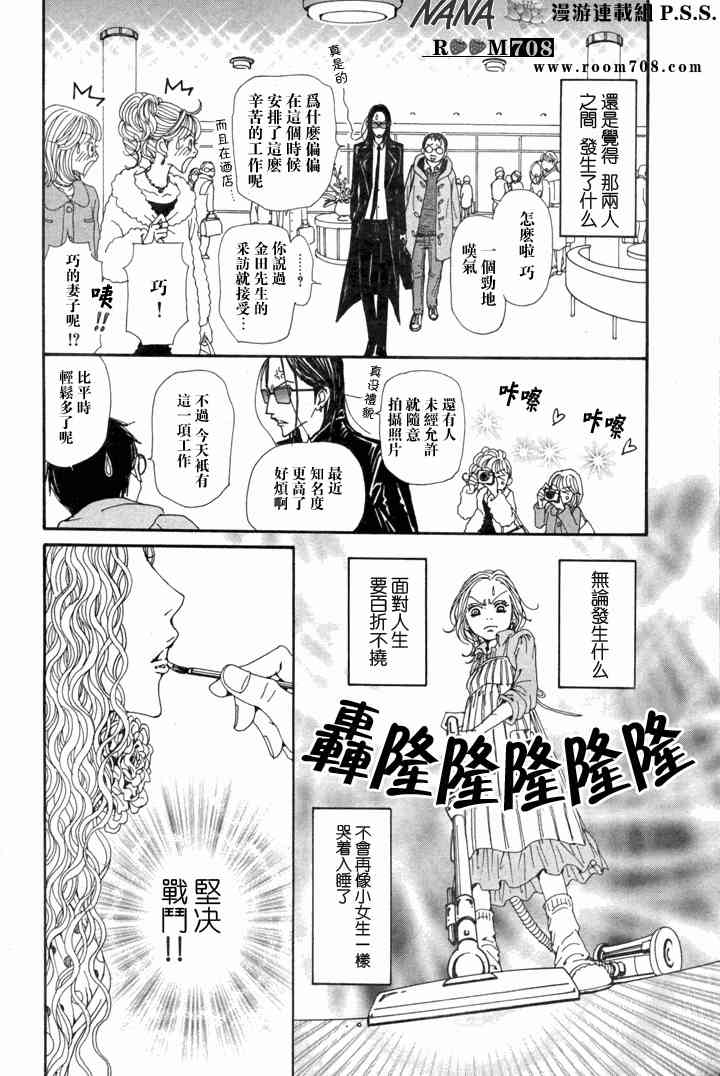 NANA
漫游連載組 P.S.S.
ROOM708
www.room708.com
還是覺得 那兩人
之間 發生了什么
怎麽啦 巧
一個勁地
嘆氣
真是的
爲什麽偏偏
在這個時候
安排了這麽
辛苦的工作呢
而且在酒店…
你説過
金田先生的
采訪就接受…
巧!
咦!!
巧的妻子呢!?
咔嚓
咔嚓
還有人
未經允許
就隨意
拍攝照片
真没禮貌
最近
知名度
更高了
好煩啊
不過 今天衹有
這一項工作
比平時
輕鬆多了呢
無論發生什么
面對人生
要百折不撓
轟隆隆隆隆隆
不會再像小女生一樣
哭着入睡了
堅決
戰鬥!!